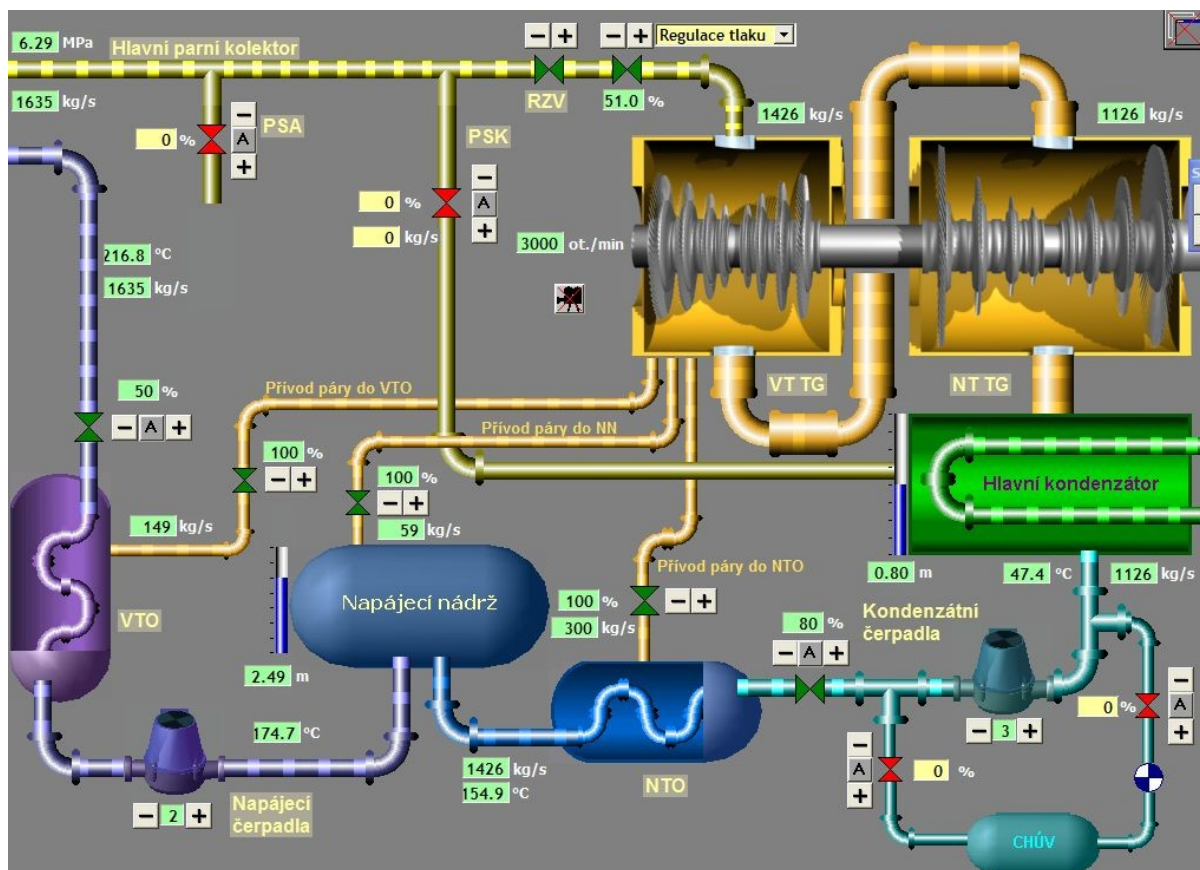 6.29 MPa
Hlavní parní kolektor
Regulace tlaku
1635 kg/s
RZV
51.0 %
1426 kg/s
1126 kg/s
0 %
A
PSA
PSK
0 %
A
0 kg/s
3000 ot./min
216.8 °C
1635 kg/s
VT TG
NT TG
50 %
A
Přívod páry do VTO
Přívod páry do NN
100 %
100 %
Hlavní kondenzátor
149 kg/s
59 kg/s
Přívod páry do NTO
0.80 m
47.4 °C
1126 kg/s
Napájecí nádrž
100 %
300 kg/s
80 %
A
Kondenzátní
čerpadla
VTO
2.49 m
174.7 °C
3
0 %
A
1426 kg/s
154.9 °C
NTO
A
0 %
2
Napájecí
čerpadla
CHÚV